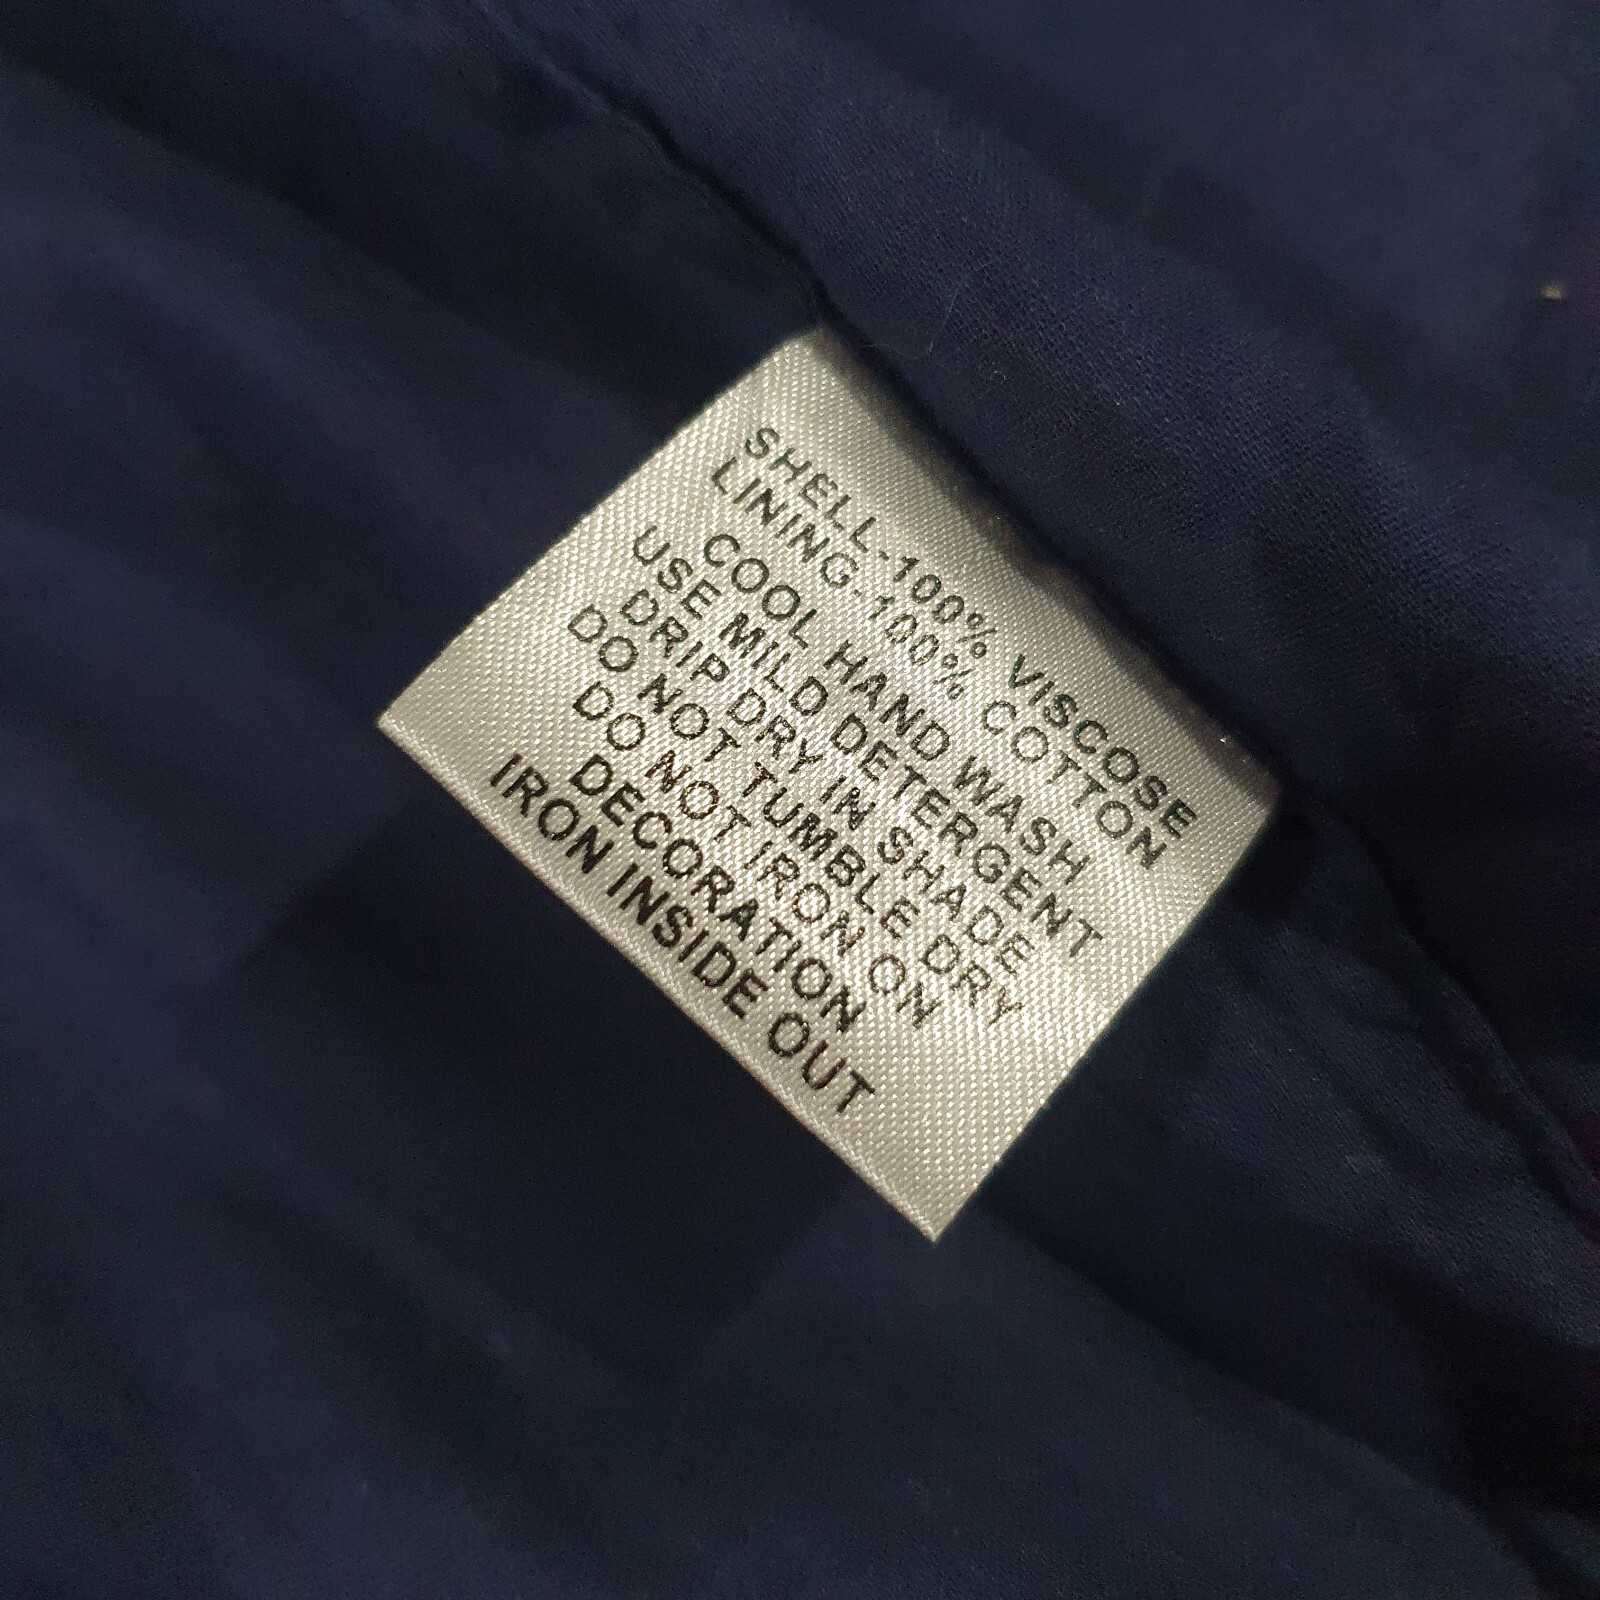 SHELL-100% VISCOSE
LINING-100% COTTON
COOL HAND WASH
USE MILD DETERGENT
DRIP DRY IN SHADE
DO NOT TUMBLE DRY
DO NOT IRON ON
DECORATION
IRON INSIDE OUT